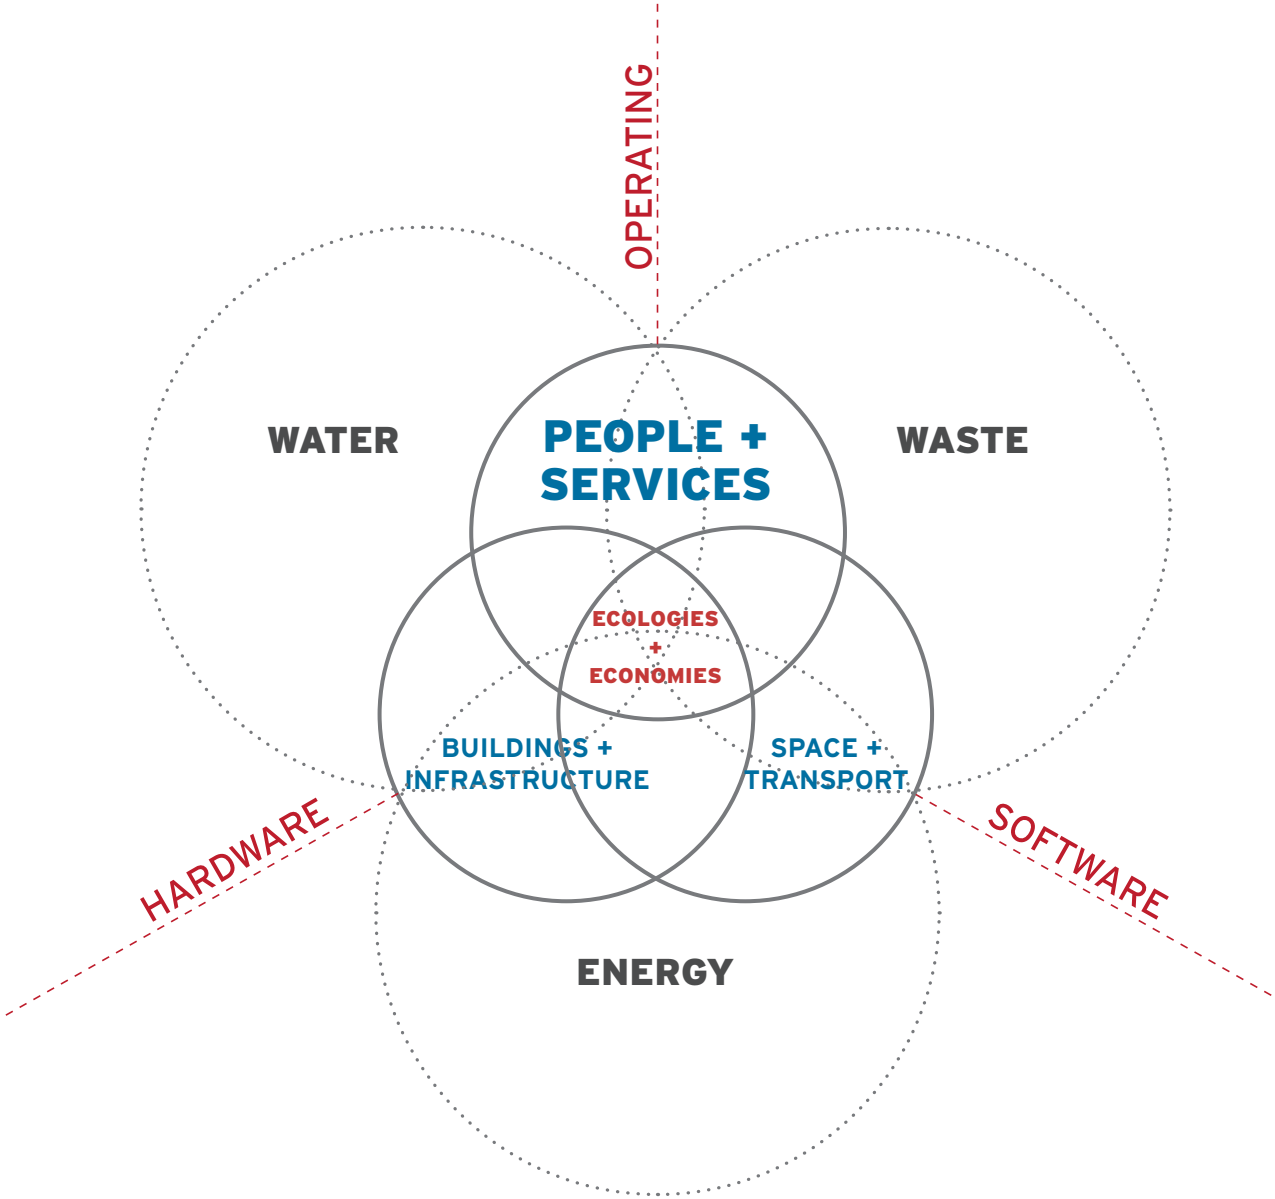 OPERATING
WATER
PEOPLE +
SERVICES
WASTE
ECOLOGIES
+
ECONOMIES
BUILDINGS +
INFRASTRUCTURE
SPACE +
TRANSPORT
HARDWARE
SOFTWARE
ENERGY